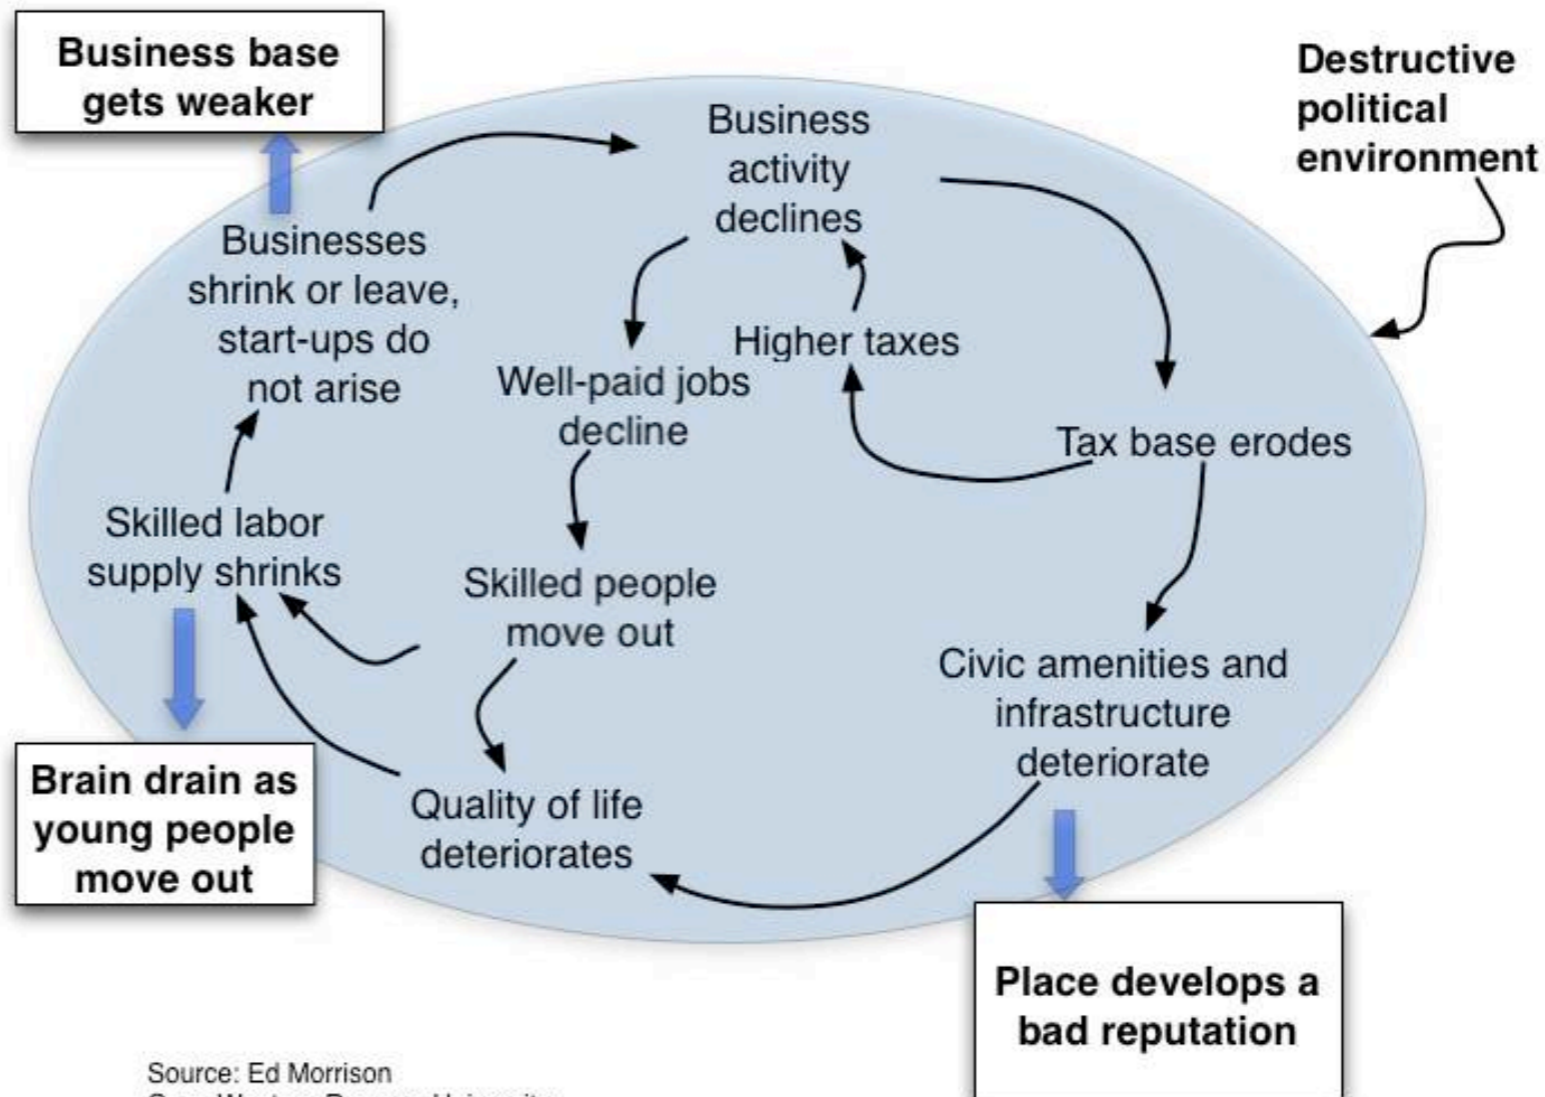 Business base
gets weaker
Destructive
political
environment
Business
activity
declines
Businesses
shrink or leave,
start-ups do
not arise
Higher taxes
Well-paid jobs
decline
Tax base erodes
Skilled labor
supply shrinks
Skilled people
move out
Civic amenities and
infrastructure
deteriorate
Brain drain as
young people
move out
Quality of life
deteriorates
Place develops a
bad reputation
Source: Ed Morrison